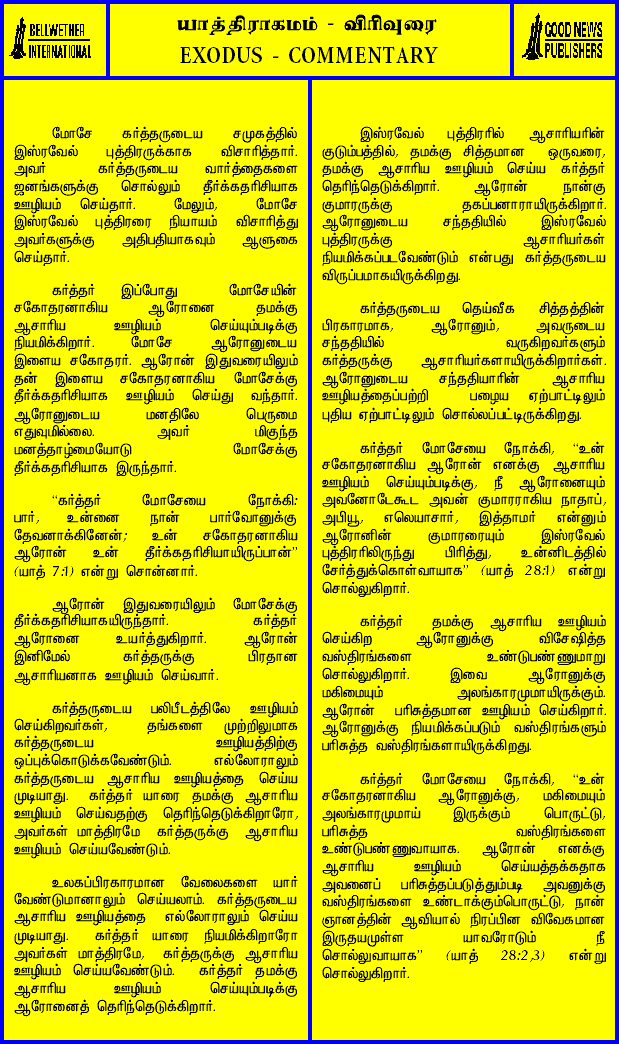 BELLWETHER
INTERNATIONAL
யாத்திராகமம் - விரிவுரை
EXODUS - COMMENTARY
GOOD NEWS
PUBLISHERS
மோசே கர்த்தருடைய சமுகத்தில்
இஸ்ரவேல் புத்திரருக்காக விசாரித்தார்.
அவர் கர்த்தருடைய வார்த்தைகளை
ஜனங்களுக்கு சொல்லும் தீர்க்கதரிசியாக
ஊழியம் செய்தார். மேலும், மோசே
இஸ்ரவேல் புத்திரரை நியாயம் விசாரித்து
அவர்களுக்கு அதிபதியாகவும் ஆளுகை
செய்தார்.
கர்த்தர் இப்போது மோசேயின்
சகோதரனாகிய ஆரோனை தமக்கு
ஆசாரிய ஊழியம் செய்யும்படிக்கு
நியமிக்கிறார். மோசே ஆரோனுடைய
இளைய சகோதரர். ஆரோன் இதுவரையிலும்
தன் இளைய சகோதரனாகிய மோசேக்கு
தீர்க்கதரிசியாக ஊழியம் செய்து வந்தார்.
ஆரோனுடைய மனதிலே பெருமை
எதுவுமில்லை. அவர் மிகுந்த
மனத்தாழ்மையோடு மோசேக்கு
தீர்க்கதரிசியாக இருந்தார்.
“கர்த்தர் மோசேயை நோக்கி:
பார், உன்னை நான் பார்வோனுக்கு
தேவனாக்கினேன்; உன் சகோதரனாகிய
ஆரோன் உன் தீர்க்கதரிசியாயிருப்பான்”
(யாத் 7:1) என்று சொன்னார்.
ஆரோன் இதுவரையிலும் மோசேக்கு
தீர்க்கதரிசியாகயிருந்தார். கர்த்தர்
ஆரோனை உயர்த்துகிறார். ஆரோன்
இனிமேல் கர்த்தருக்கு பிரதான
ஆசாரியனாக ஊழியம் செய்வார்.
கர்த்தருடைய பலிபீடத்திலே ஊழியம்
செய்கிறவர்கள், தங்களை முற்றிலுமாக
கர்த்தருடைய ஊழியத்திற்கு
ஒப்புக்கொடுக்கவேண்டும். எல்லோராலும்
கர்த்தருடைய ஆசாரிய ஊழியத்தை செய்ய
முடியாது. கர்த்தர் யாரை தமக்கு ஆசாரிய
ஊழியம் செய்வதற்கு தெரிந்தெடுக்கிறாரோ,
அவர்கள் மாத்திரமே கர்த்தருக்கு ஆசாரிய
ஊழியம் செய்யவேண்டும்.
உலகப்பிரகாரமான வேலைகளை யார்
வேண்டுமானாலும் செய்யலாம். கர்த்தருடைய
ஆசாரிய ஊழியத்தை எல்லோராலும் செய்ய
முடியாது. கர்த்தர் யாரை நியமிக்கிறாரோ
அவர்கள் மாத்திரமே, கர்த்தருக்கு ஆசாரிய
ஊழியம் செய்யவேண்டும். கர்த்தர் தமக்கு
ஆசாரிய ஊழியம் செய்யும்படிக்கு
ஆரோனைத் தெரிந்தெடுக்கிறார்.
இஸ்ரவேல் புத்திரரில் ஆசாரியரின்
குடும்பத்தில், தமக்கு சித்தமான ஒருவரை,
தமக்கு ஆசாரிய ஊழியம் செய்ய கர்த்தர்
தெரிந்தெடுக்கிறார். ஆரோன் நான்கு
குமாரருக்கு தகப்பனாராயிருக்கிறார்.
ஆரோனுடைய சந்ததியில் இஸ்ரவேல்
புத்திரருக்கு ஆசாரியர்கள்
நியமிக்கப்படவேண்டும் என்பது கர்த்தருடைய
விருப்பமாகயிருக்கிறது.
கர்த்தருடைய தெய்வீக சித்தத்தின்
பிரகாரமாக, ஆரோனும், அவருடைய
சந்ததியில் வருகிறவர்களும்
கர்த்தருக்கு ஆசாரியர்களாயிருக்கிறார்கள்.
ஆரோனுடைய சந்ததியாரின் ஆசாரிய
ஊழியத்தைப்பற்றி பழைய ஏற்பாட்டிலும்
புதிய ஏற்பாட்டிலும் சொல்லப்பட்டிருக்கிறது.
கர்த்தர் மோசேயை நோக்கி, “உன்
சகோதரனாகிய ஆரோன் எனக்கு ஆசாரிய
ஊழியம் செய்யும்படிக்கு, நீ ஆரோனையும்
அவனோடேகூட அவன் குமாரராகிய நாதாப்,
அபியூ, எலெயாசார், இத்தாமர் என்னும்
ஆரோனின் குமாரரையும் இஸ்ரவேல்
புத்திரரிலிருந்து பிரித்து, உன்னிடத்தில்
சேர்த்துக்கொள்வாயாக” (யாத் 28:1) என்று
சொல்லுகிறார்.
கர்த்தர் தமக்கு ஆசாரிய ஊழியம்
செய்கிற ஆரோனுக்கு விசேஷித்த
வஸ்திரங்களை உண்டுபண்ணுமாறு
சொல்லுகிறார். இவை ஆரோனுக்கு
மகிமையும் அலங்காரமுமாயிருக்கும்.
ஆரோன் பரிசுத்தமான ஊழியம் செய்கிறார்.
ஆரோனுக்கு நியமிக்கப்படும் வஸ்திரங்களும்
பரிசுத்த வஸ்திரங்களாயிருக்கிறது.
கர்த்தர் மோசேயை நோக்கி, “உன்
சகோதரனாகிய ஆரோனுக்கு, மகிமையும்
அலங்காரமுமாய் இருக்கும் பொருட்டு,
பரிசுத்த வஸ்திரங்களை
உண்டுபண்ணுவாயாக. ஆரோன் எனக்கு
ஆசாரிய ஊழியம் செய்யத்தக்கதாக
அவனைப் பரிசுத்தப்படுத்தும்படி அவனுக்கு
வஸ்திரங்களை உண்டாக்கும்பொருட்டு, நான்
ஞானத்தின் ஆவியால் நிரப்பின விவேகமான
இருதயமுள்ள யாவரோடும் நீ
சொல்லுவாயாக” (யாத் 28:2,3) என்று
சொல்லுகிறார்.